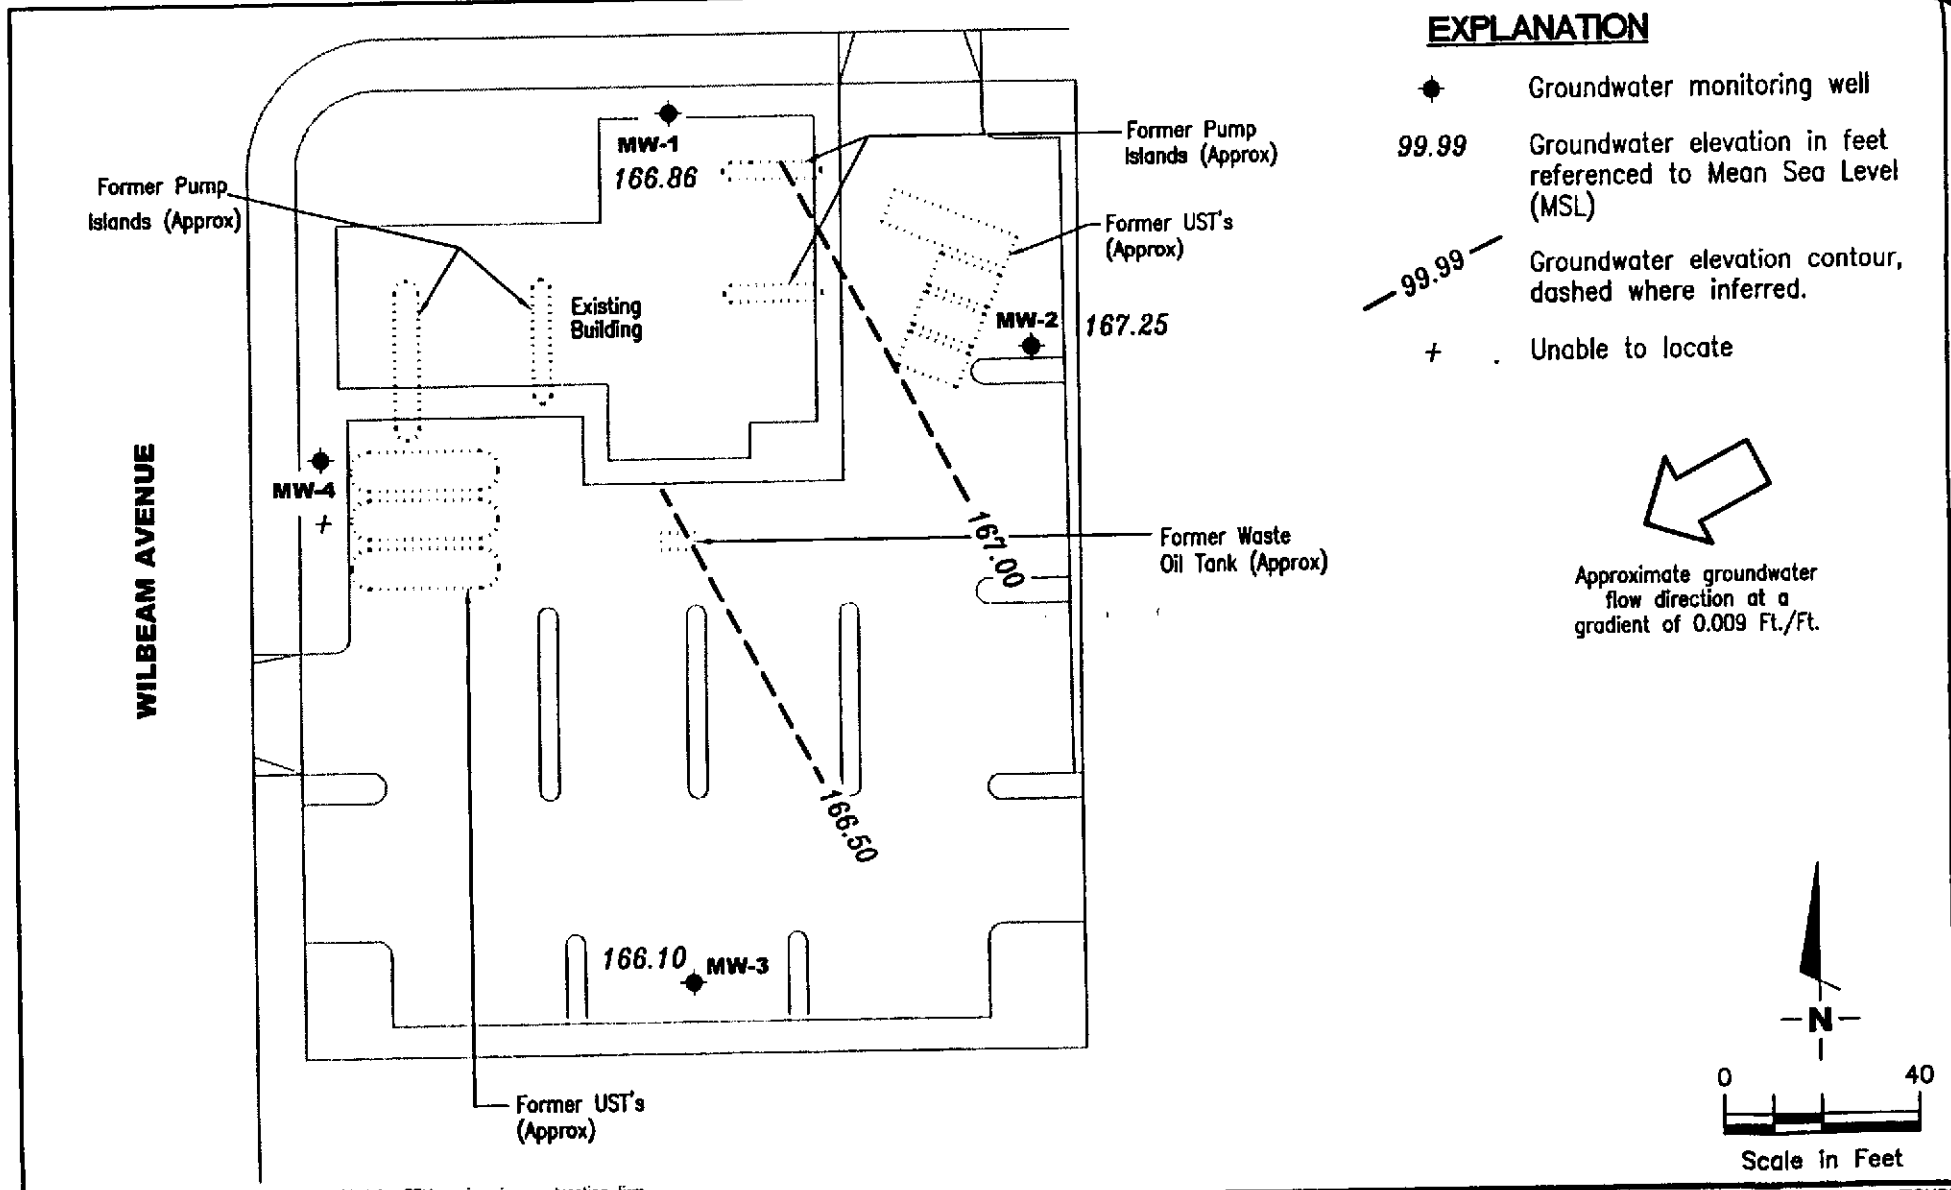 EXPLANATION
Groundwater monitoring well
99.99
Groundwater elevation in feet
referenced to Mean Sea Level
(MSL)
99.99
Groundwater elevation contour,
dashed where inferred.
+
Unable to locate
Approximate groundwater
flow direction at a
gradient of 0.009 Ft./Ft.
MW-1
166.86
Former Pump
Islands (Approx)
Former Pump
Islands (Approx)
Former UST's
(Approx)
Existing
Building
MW-2
167.25
MW-4
+
WILBEAM AVENUE
167.00
Former Waste
Oil Tank (Approx)
166.50
166.10
MW-3
Former UST's
(Approx)
N
0
40
Scale in Feet